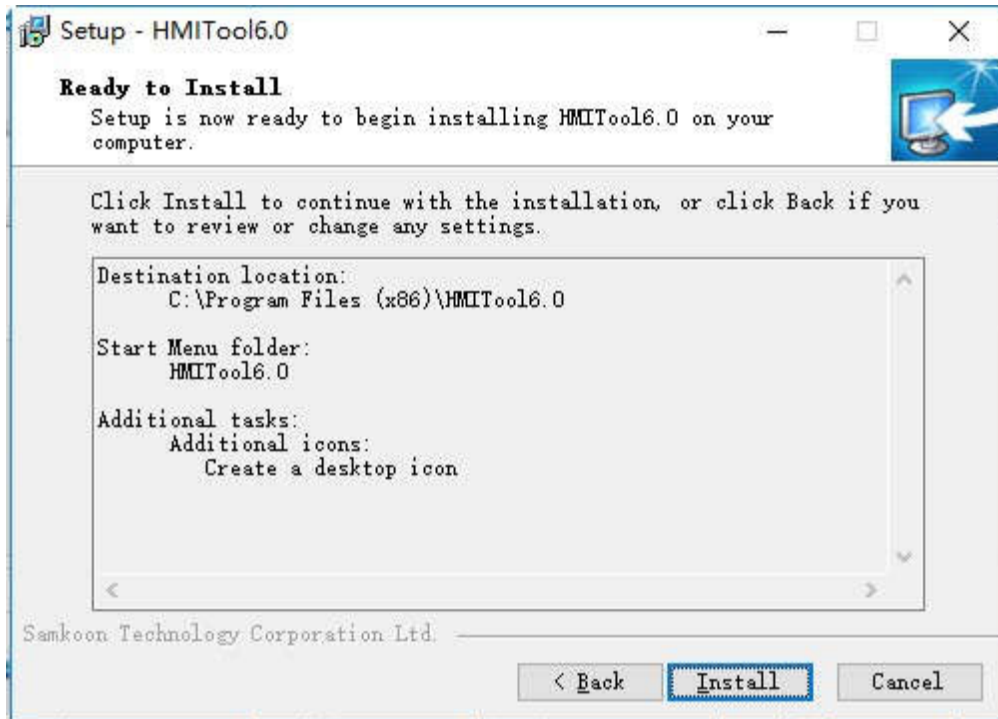 Setup - HMITool6.0
Ready to Install
Setup is now ready to begin installing HMITool6.0 on your
computer.
Click Install to continue with the installation, or click Back if you
want to review or change any settings.
Destination location:
C:\Program Files (x86)\HMITool6.0
Start Menu folder:
HMITool6.0
Additional tasks:
Additional icons:
Create a desktop icon
Samkoon Technology Corporation Ltd.
< Back
Install
Cancel